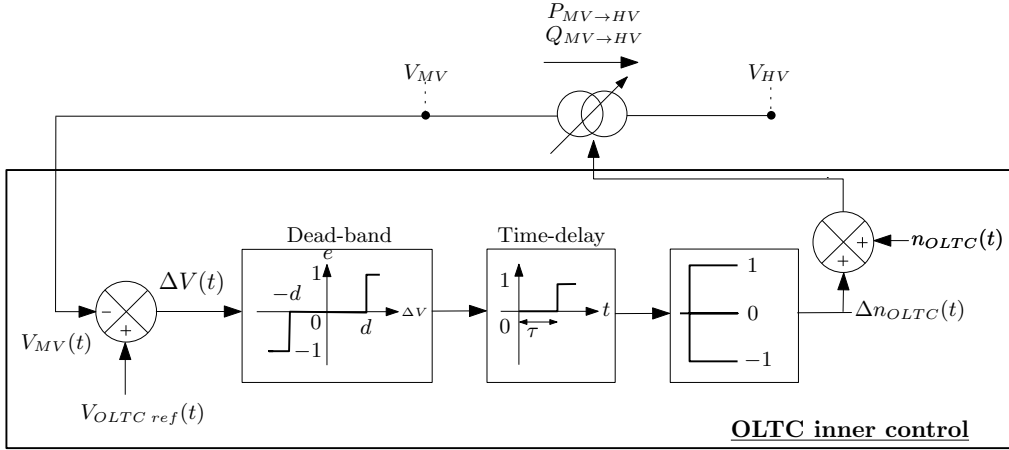 P_{MV→HV}
Q_{MV→HV}
V_{MV}
V_{HV}
Dead-band
Time-delay
ΔV(t)
e
1
−d
0
d
ΔV
−1
1
0
τ
t
1
0
−1
−
+
V_{MV}(t)
V_{OLTC ref}(t)
+
+
n_{OLTC}(t)
Δn_{OLTC}(t)
OLTC inner control